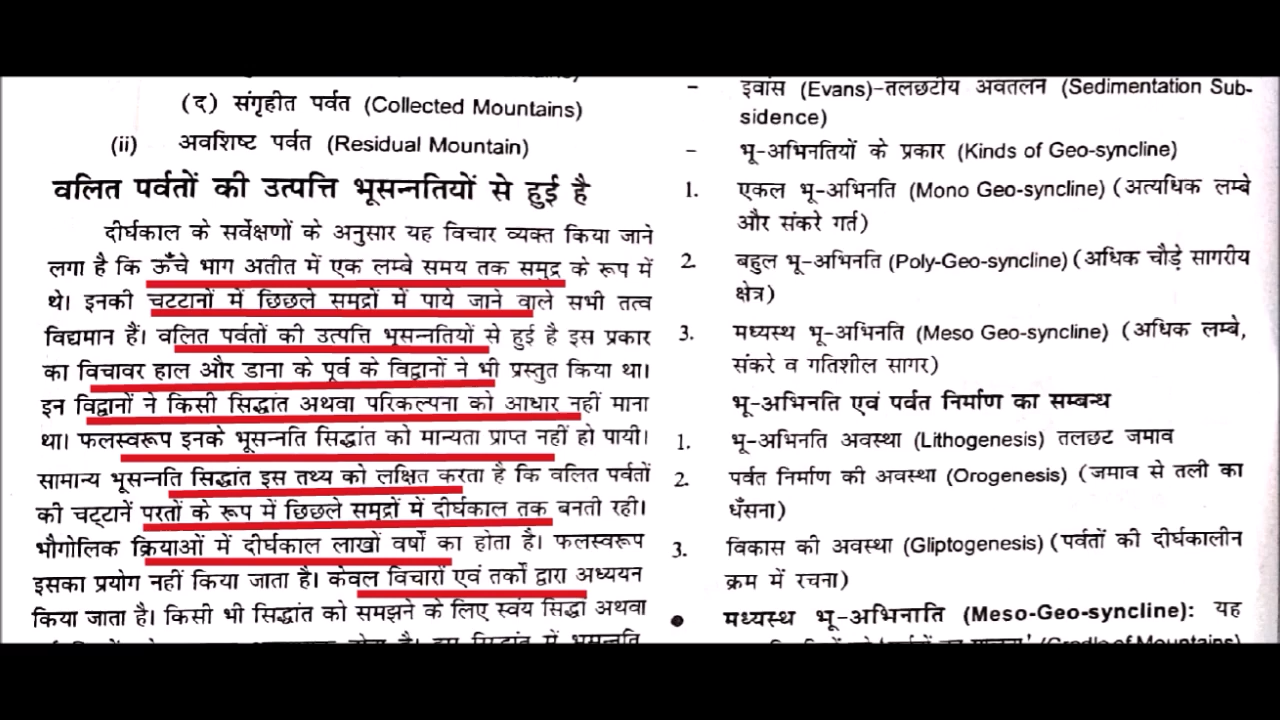 (द) संगृहीत पर्वत (Collected Mountains)
(ii) अवशिष्ट पर्वत (Residual Mountain)
वलित पर्वतों की उत्पत्ति भूसन्नतियों से हुई है
दीर्घकाल के सर्वेक्षणों के अनुसार यह विचार व्यक्त किया जाने
लगा है कि ऊँचे भाग अतीत में एक लम्बे समय तक समुद्र के रूप में
थे। इनकी चटटानों में छिछले समुद्रों में पाये जाने वाले सभी तत्व
विद्यमान हैं। वलित पर्वतों की उत्पत्ति भूसन्नतियों से हुई है इस प्रकार
का विचावर हाल और डाना के पूर्व के विद्वानों ने भी प्रस्तुत किया था।
इन विद्वानों ने किसी सिद्धांत अथवा परिकल्पना को आधार नहीं माना
था। फलस्वरूप इनके भूसन्नति सिद्धांत को मान्यता प्राप्त नहीं हो पायी।
सामान्य भूसन्नति सिद्धांत इस तथ्य को लक्षित करता है कि वलित पर्वतों
की चट्टानें परतों के रूप में छिछले समुद्रों में दीर्घकाल तक बनती रही।
भौगोलिक क्रियाओं में दीर्घकाल लाखों वर्षों का होता है। फलस्वरूप
इसका प्रयोग नहीं किया जाता है। केवल विचारों एवं तर्कों द्वारा अध्ययन
किया जाता है। किसी भी सिद्धांत को समझने के लिए स्वंय सिद्धा अथवा
– इवांस (Evans)–तलछटीय अवतलन (Sedimentation Sub-
sidence)
– भू-अभिनतियों के प्रकार (Kinds of Geo-syncline)
1. एकल भू-अभिनति (Mono Geo-syncline) (अत्यधिक लम्बे
और संकरे गर्त)
2. बहुल भू-अभिनति (Poly-Geo-syncline) (अधिक चौड़े सागरीय
क्षेत्र)
3. मध्यस्थ भू-अभिनति (Meso Geo-syncline) (अधिक लम्बे,
संकरे व गतिशील सागर)
भू-अभिनति एवं पर्वत निर्माण का सम्बन्ध
1. भू-अभिनति अवस्था (Lithogenesis) तलछट जमाव
2. पर्वत निर्माण की अवस्था (Orogenesis) (जमाव से तली का
धँसना)
3. विकास की अवस्था (Gliptogenesis) (पर्वतों की दीर्घकालीन
क्रम में रचना)
• मध्यस्थ भू-अभिनाति (Meso-Geo-syncline): यह
(Cradle of Mountains)